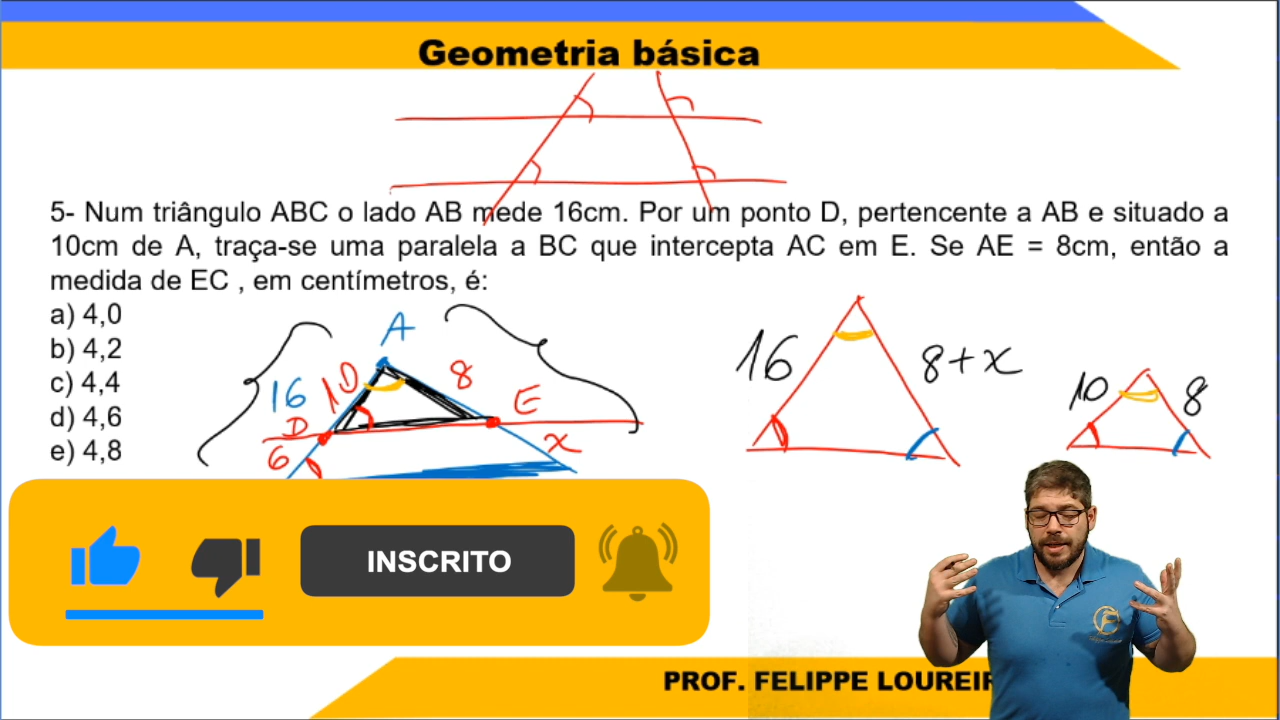 Geometria básica
5- Num triângulo ABC o lado AB mede 16cm. Por um ponto D, pertencente a AB e situado a
10cm de A, traça-se uma paralela a BC que intercepta AC em E. Se AE = 8cm, então a
medida de EC , em centímetros, é:
a) 4,0
b) 4,2
c) 4,4
d) 4,6
e) 4,8
A
16 10 8
D E
6 x
16 8+x
10 8
INSCRITO
PROF. FELIPPE LOUREIR